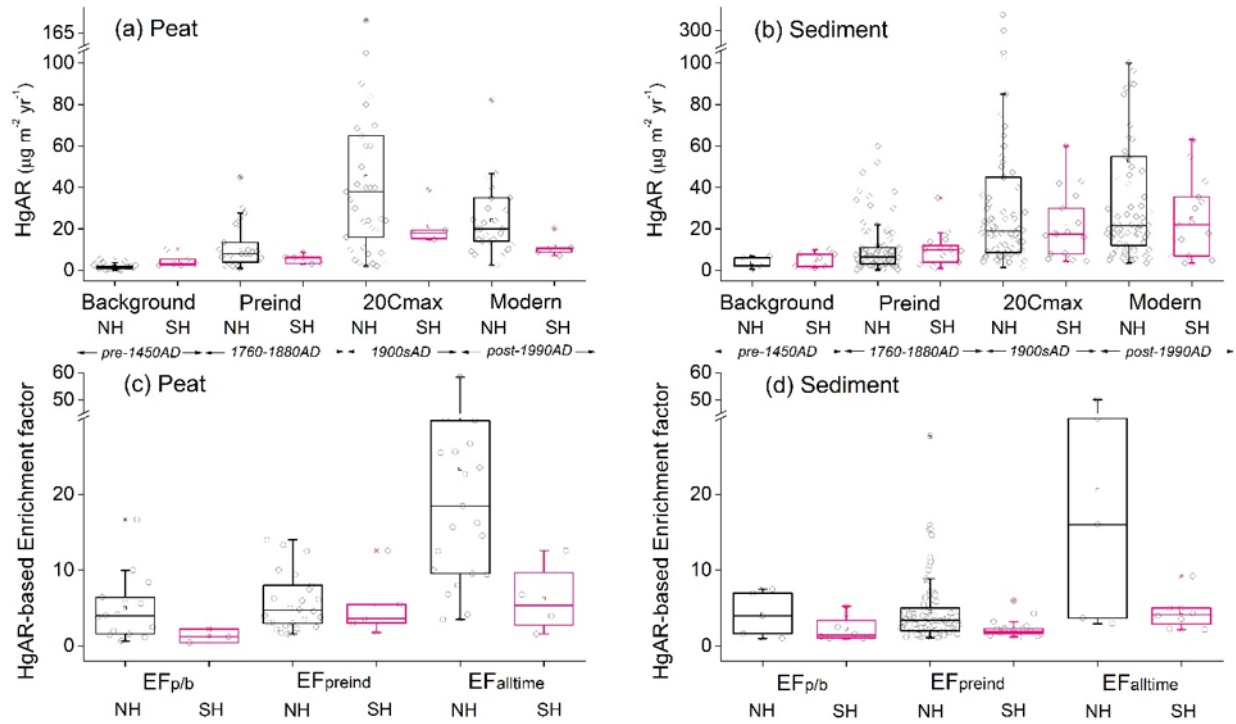 (a) Peat
HgAR (µg m⁻² yr⁻¹)
165
100
80
60
40
20
0
Background Preind 20Cmax Modern
NH SH NH SH NH SH NH SH
pre-1450AD 1760-1880AD 1900sAD post-1990AD
(b) Sediment
HgAR (µg m⁻² yr⁻¹)
300
100
80
60
40
20
0
Background Preind 20Cmax Modern
NH SH NH SH NH SH NH SH
pre-1450AD 1760-1880AD 1900sAD post-1990AD
(c) Peat
HgAR-based Enrichment factor
60
50
20
10
0
EFp/b EFpreind EFalltime
NH SH NH SH NH SH
(d) Sediment
HgAR-based Enrichment factor
60
50
20
10
0
EFp/b EFpreind EFalltime
NH SH NH SH NH SH